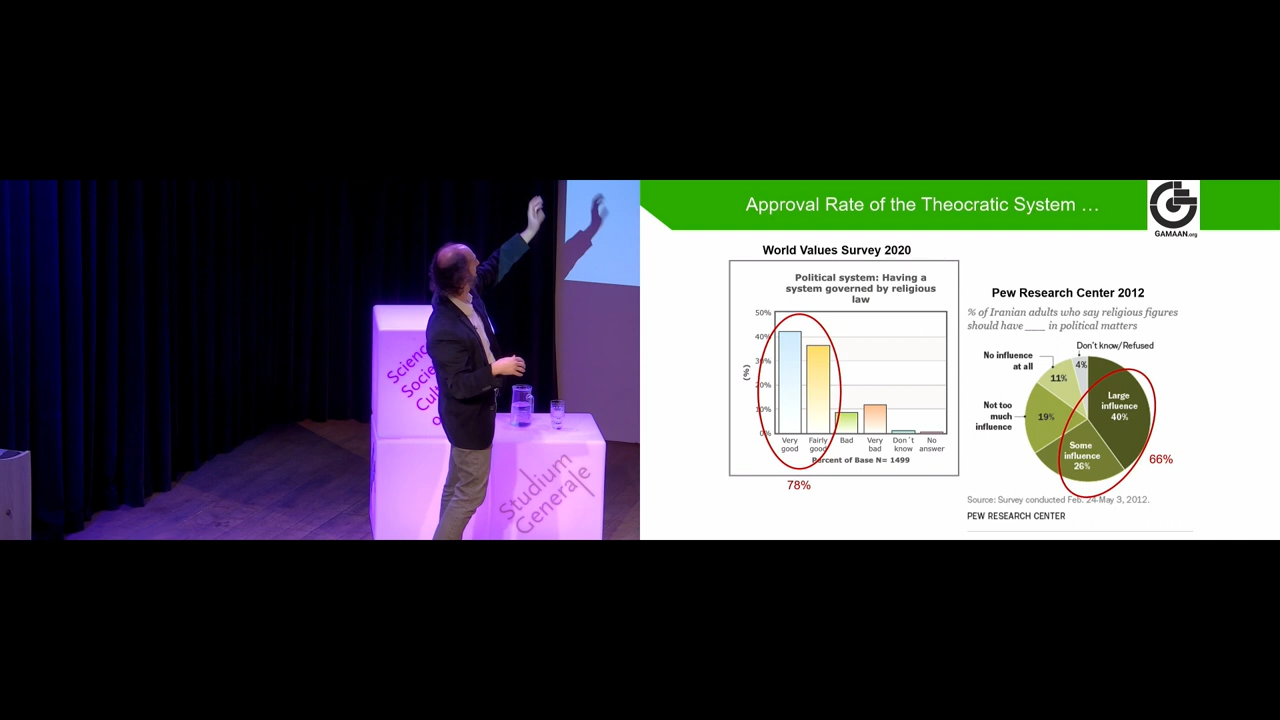 Science
Societ
Cult
Studium
Generale
Approval Rate of the Theocratic System …
GAMAAN.org
World Values Survey 2020
Political system: Having a
system governed by religious
law
50%
40%
30%
20%
10%
0%
(%)
Very
good
Fairly
good
Bad
Very
bad
Don´t
know
No
answer
Percent of Base N= 1499
78%
Pew Research Center 2012
% of Iranian adults who say religious figures
should have ____ in political matters
Don't know/Refused
4%
No influence
at all
11%
Not too
much
influence
19%
Large
influence
40%
Some
influence
26%
66%
Source: Survey conducted Feb. 24-May 3, 2012.
PEW RESEARCH CENTER